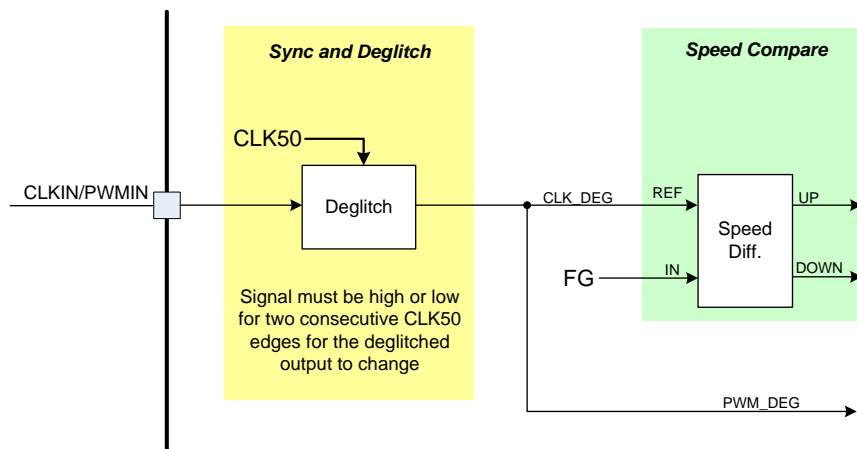 Sync and Deglitch
Speed Compare
CLK50
CLKIN/PWMIN
Deglitch
CLK_DEG
REF
UP
Speed
Diff.
FG
IN
DOWN
Signal must be high or low
for two consecutive CLK50
edges for the deglitched
output to change
PWM_DEG